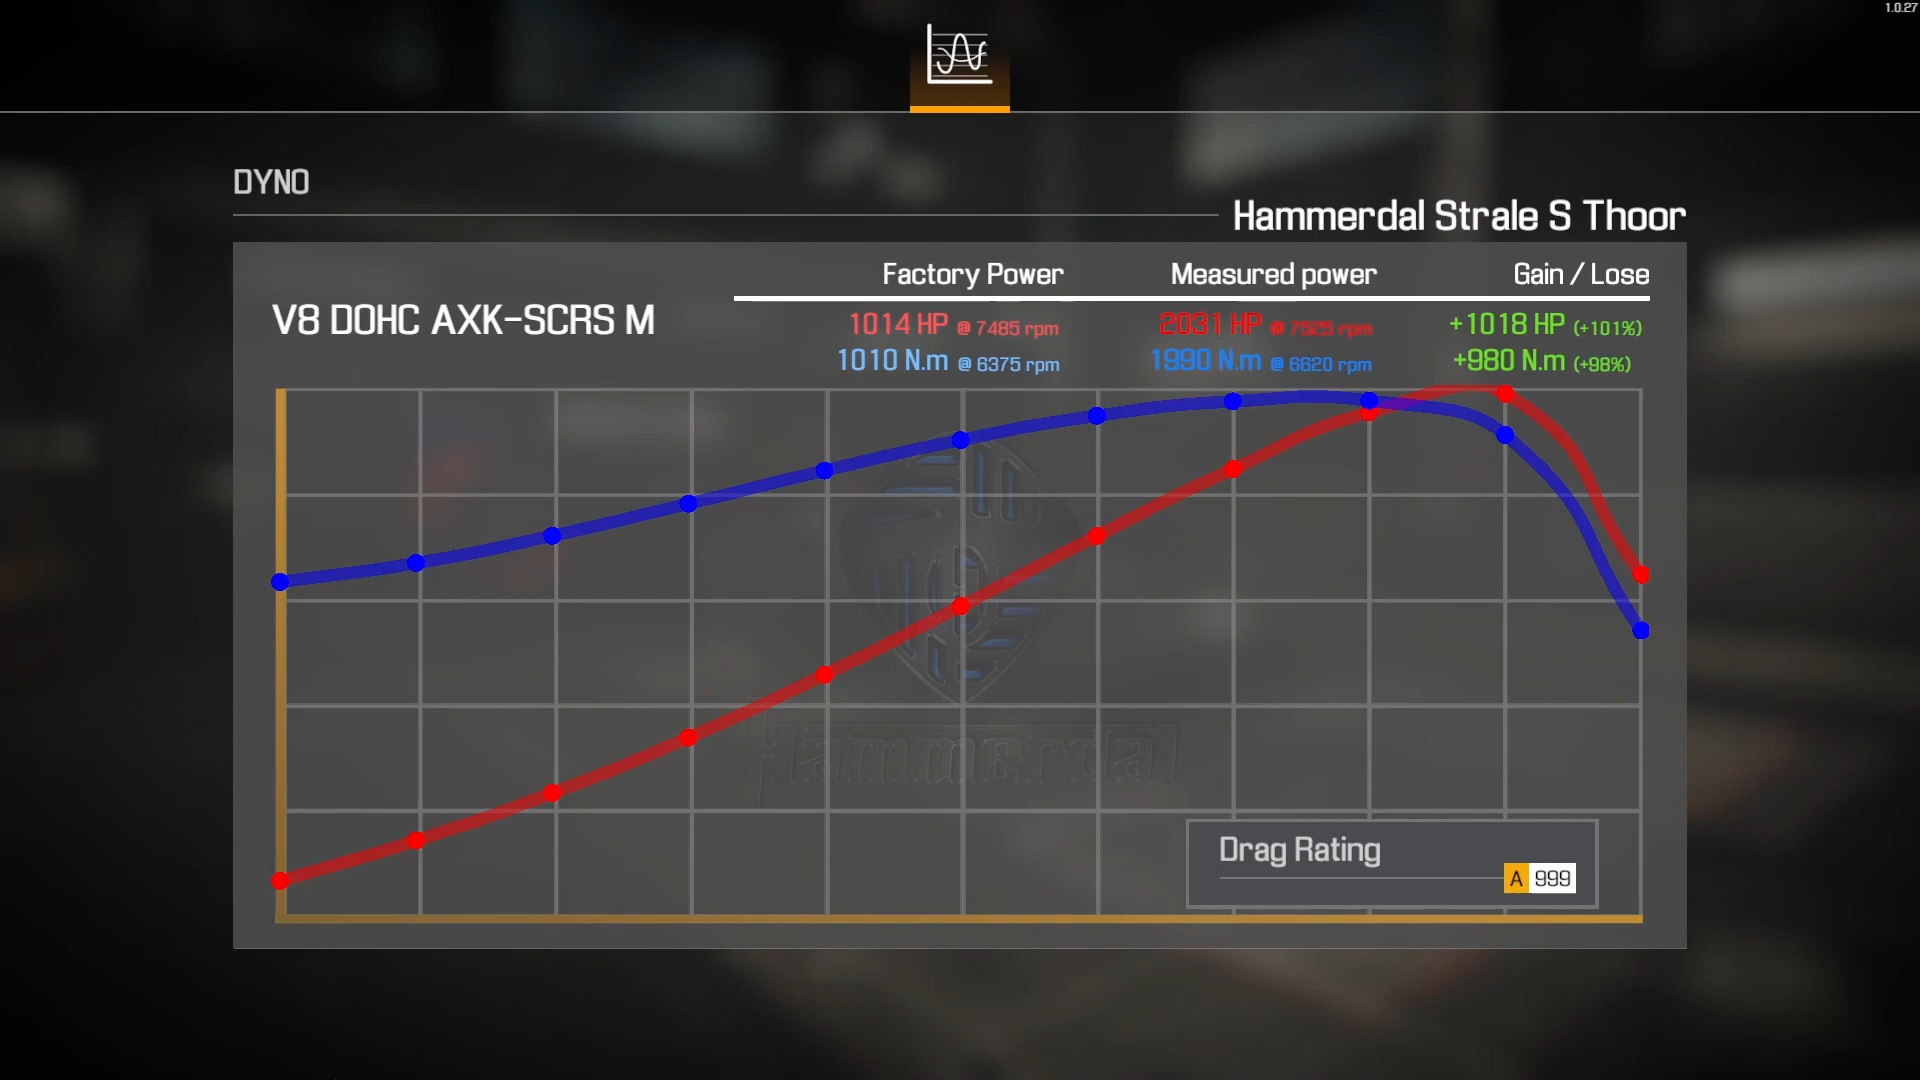 1.0.27
DYNO
Hammerdal Strale S Thoor
Factory Power Measured power Gain / Lose
V8 DOHC AXK-SCRS M
1014 HP @ 7485 rpm 2031 HP @ 7525 rpm +1018 HP (+101%)
1010 N.m @ 6375 rpm 1990 N.m @ 6620 rpm +980 N.m (+98%)
Hammerdal
Drag Rating
A 999